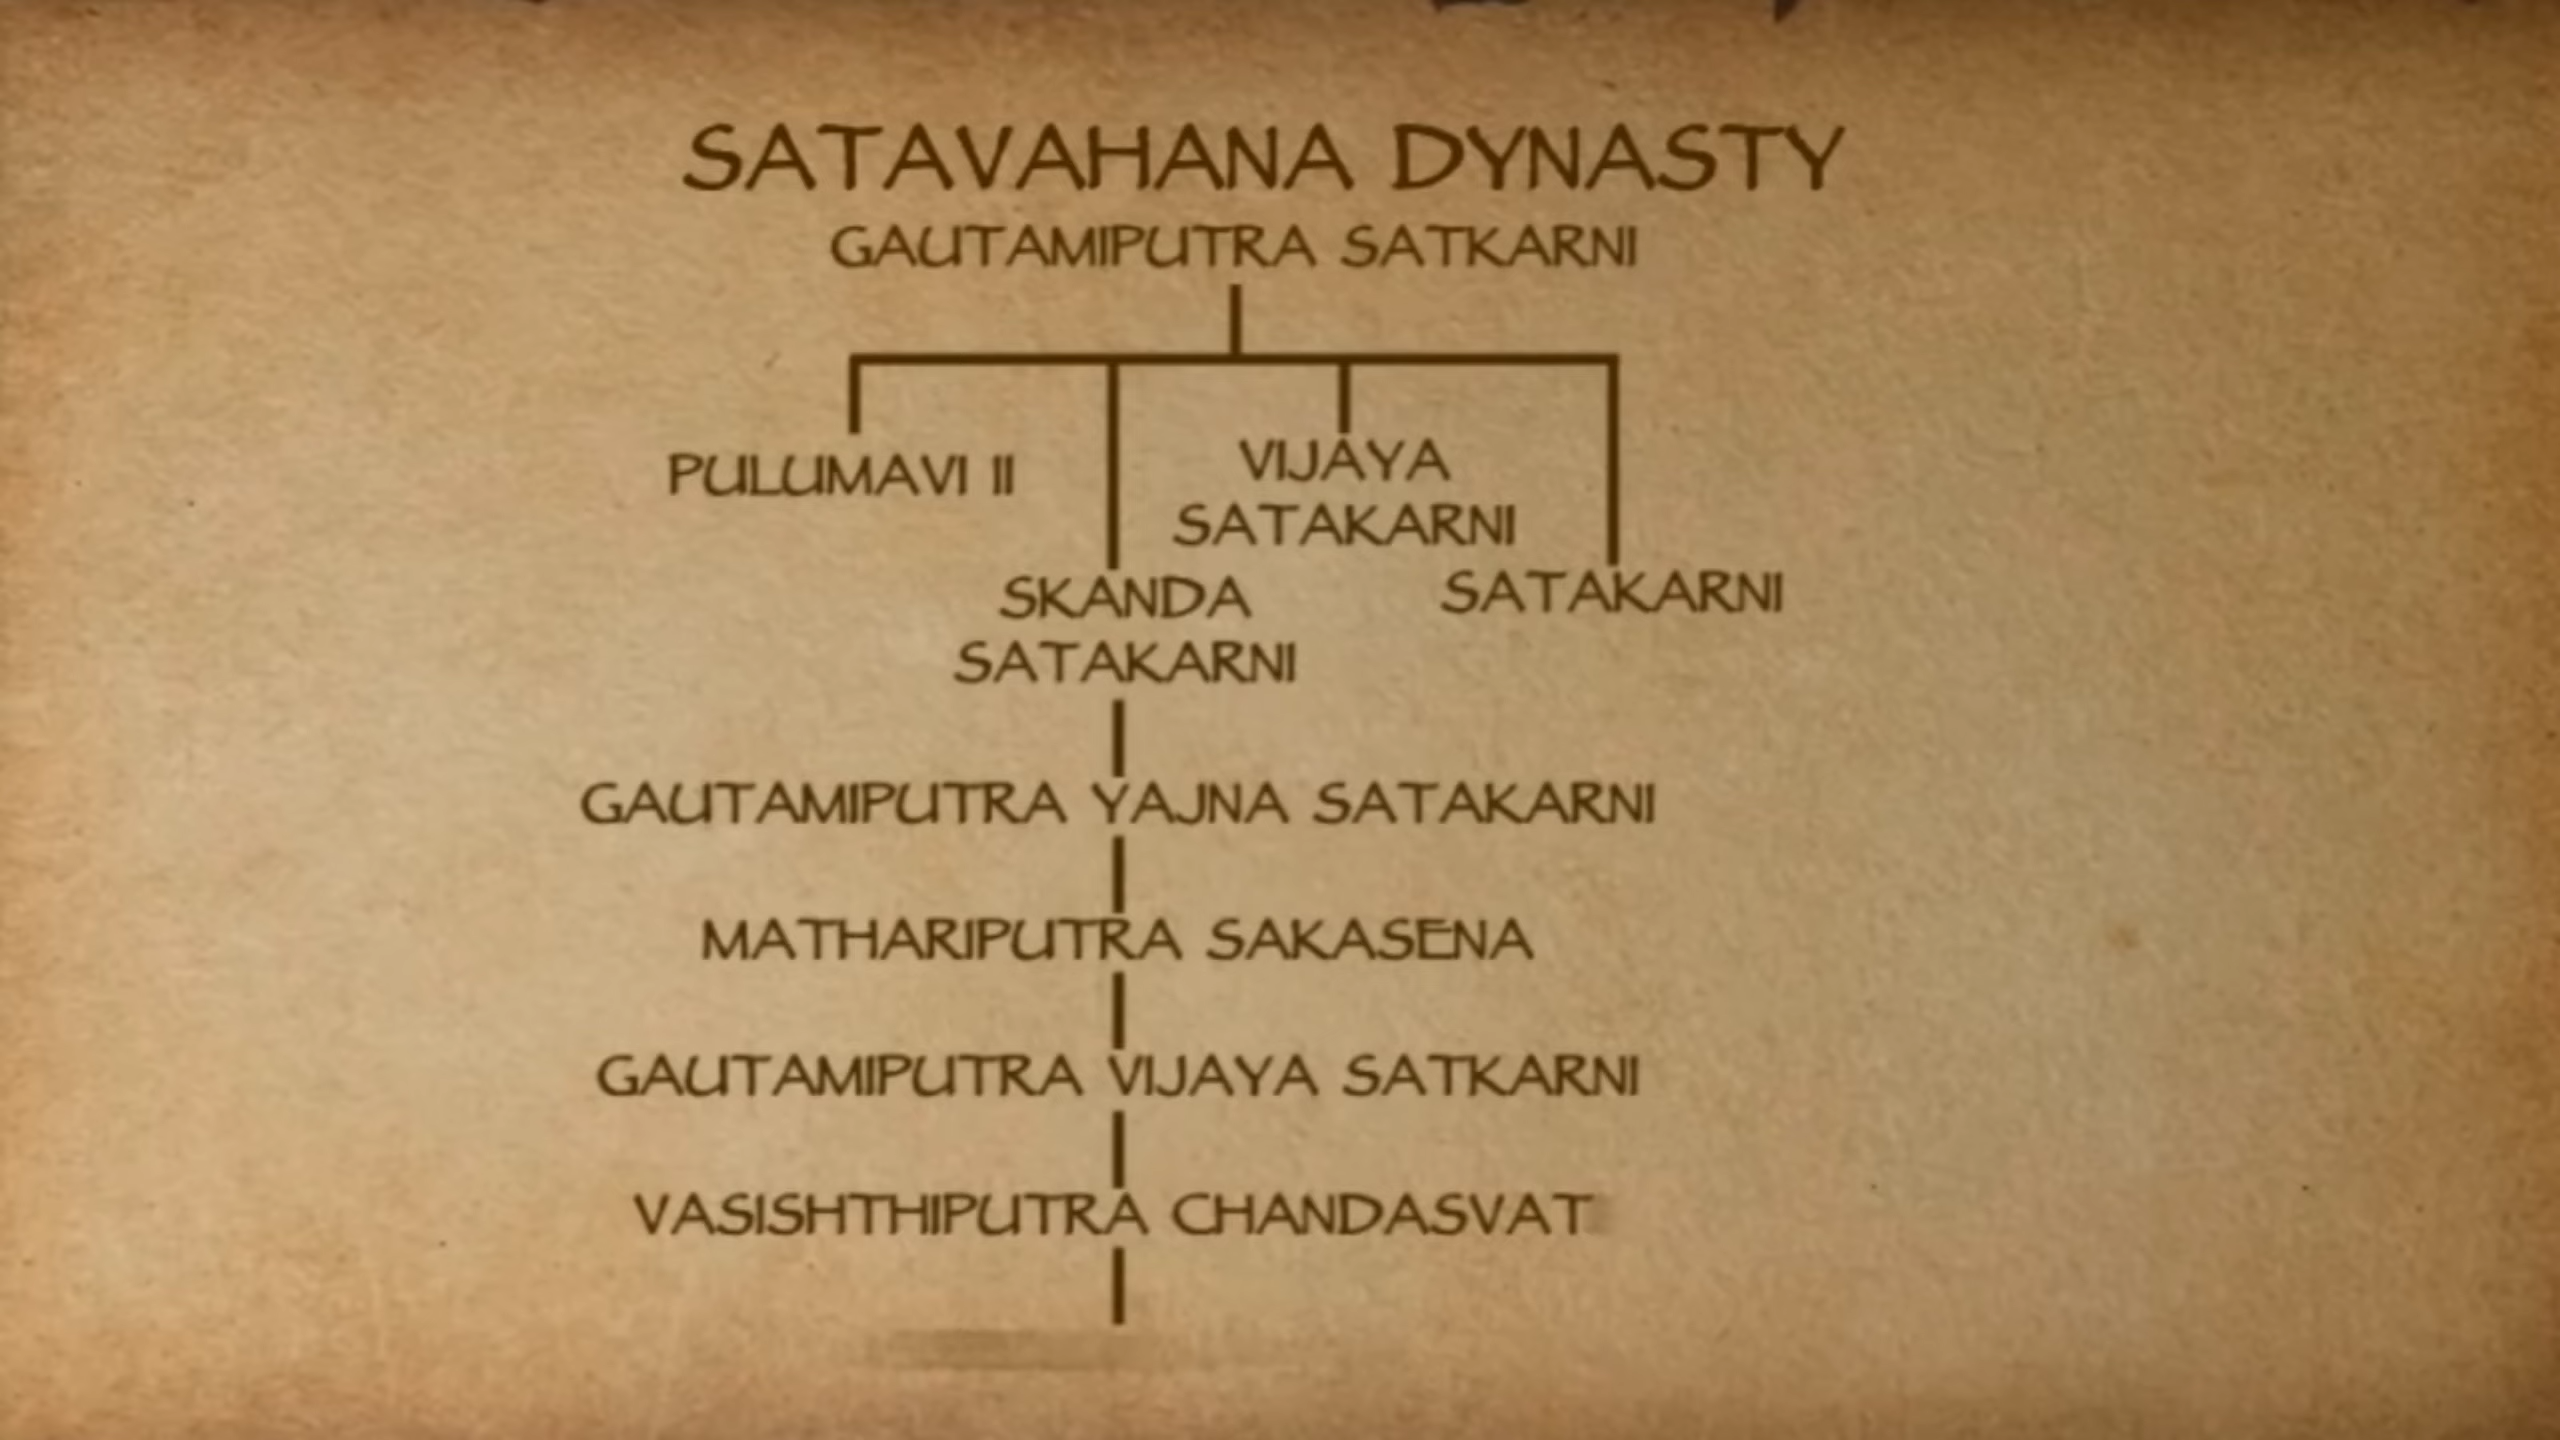 SATAVAHANA DYNASTY
GAUTAMIPUTRA SATKARNI
PULUMAVI II
VIJAYA
SATAKARNI
SKANDA
SATAKARNI
SATAKARNI
GAUTAMIPUTRA YAJNA SATAKARNI
MATHARIPUTRA SAKASENA
GAUTAMIPUTRA VIJAYA SATKARNI
VASISHTHIPUTRA CHANDASVAT